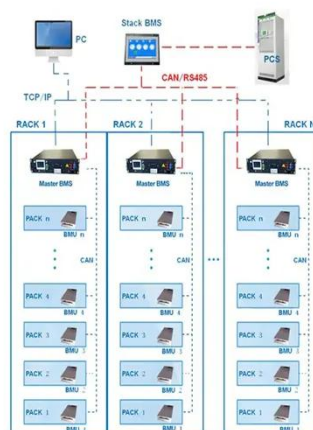 PC
Stack BMS
PCS
CAN/RS485
TCP/IP
RACK 1
RACK 2
RACK N
Master BMS
Master BMS
Master BMS
PACK n
BMU n
PACK n
BMU n
PACK n
BMU n
CAN
CAN
CAN
PACK 4
BMU 4
PACK 4
BMU 4
PACK 4
BMU 4
PACK 3
BMU 3
PACK 3
BMU 3
PACK 3
BMU 3
PACK 2
BMU 2
PACK 2
BMU 2
PACK 2
BMU 2
PACK 1
BMU
PACK 1
BMU
PACK 1
BMU